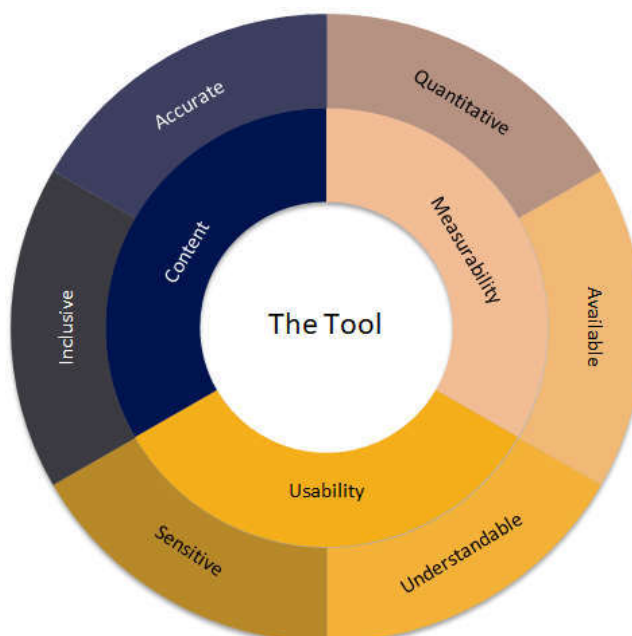 Accurate
Quantitative
Content
Measurability
Inclusive
The Tool
Available
Usability
Sensitive
Understandable